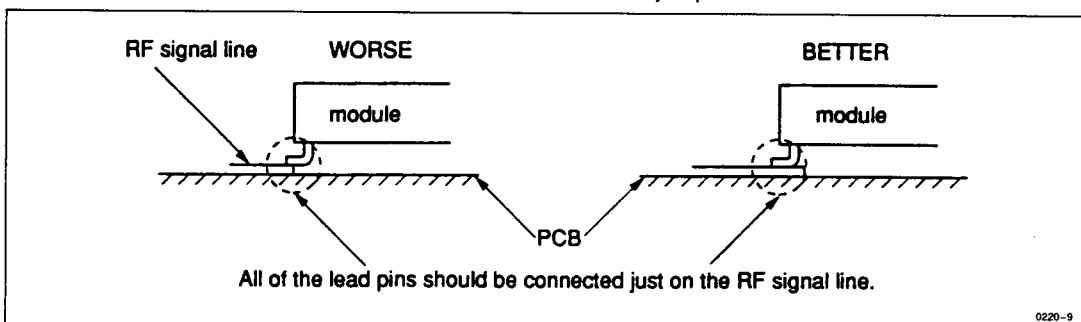 RF signal line
WORSE
BETTER
module
module
PCB
All of the lead pins should be connected just on the RF signal line.
0220-9